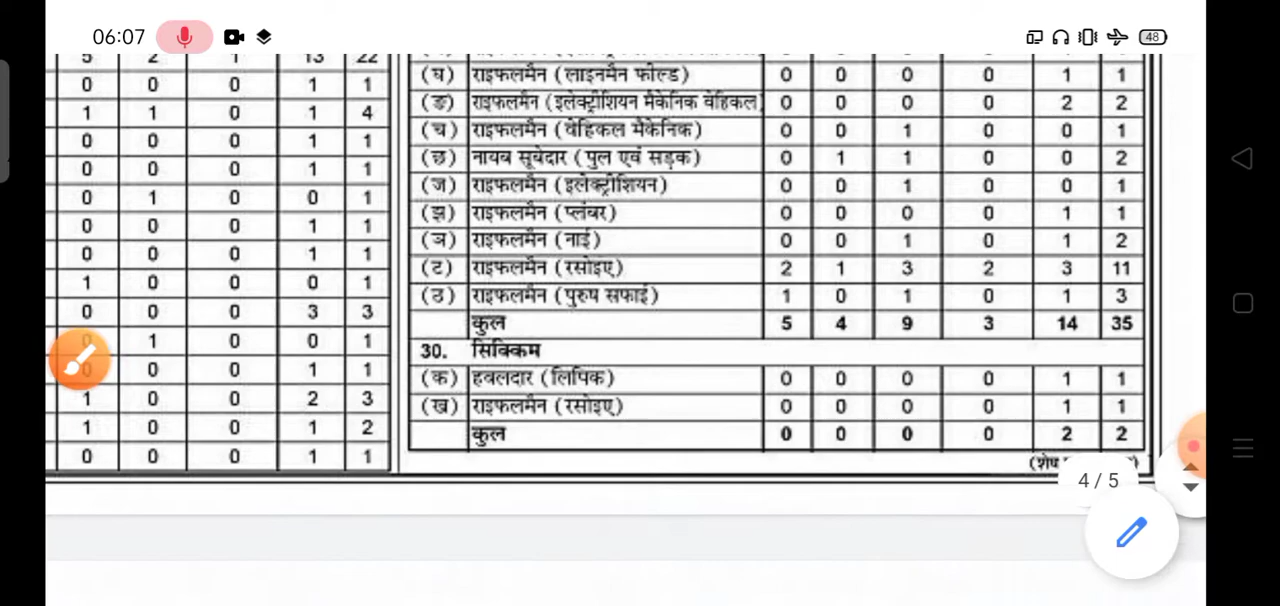 06:07
48
5 2 1 13 22
0 0 0 1 1
1 1 0 1 4
0 0 0 1 1
0 0 0 1 1
0 1 0 0 1
0 0 0 1 1
0 0 0 1 1
1 0 0 0 1
0 0 0 3 3
0 1 0 0 1
0 0 0 1 1
1 0 0 2 3
1 0 0 1 2
0 0 0 1 1
(घ) राइफलमैन (लाइनमैन फील्ड) 0 0 0 0 1 1
(ङ) राइफलमैन (इलेक्ट्रीशियन मैकेनिक वेहिकल) 0 0 0 0 2 2
(च) राइफलमैन (वेहिकल मैकेनिक) 0 0 1 0 0 1
(छ) नायब सूबेदार (पुल एवं सड़क) 0 1 1 0 0 2
(ज) राइफलमैन (इलेक्ट्रीशियन) 0 0 1 0 0 1
(झ) राइफलमैन (प्लंबर) 0 0 0 0 1 1
(ञ) राइफलमैन (नाई) 0 0 1 0 1 2
(ट) राइफलमैन (रसोइए) 2 1 3 2 3 11
(ठ) राइफलमैन (पुरुष सफाई) 1 0 1 0 1 3
कुल 5 4 9 3 14 35
30. सिक्किम
(क) हवलदार (लिपिक) 0 0 0 0 1 1
(ख) राइफलमैन (रसोइए) 0 0 0 0 1 1
कुल 0 0 0 0 2 2
(शेष
4 / 5